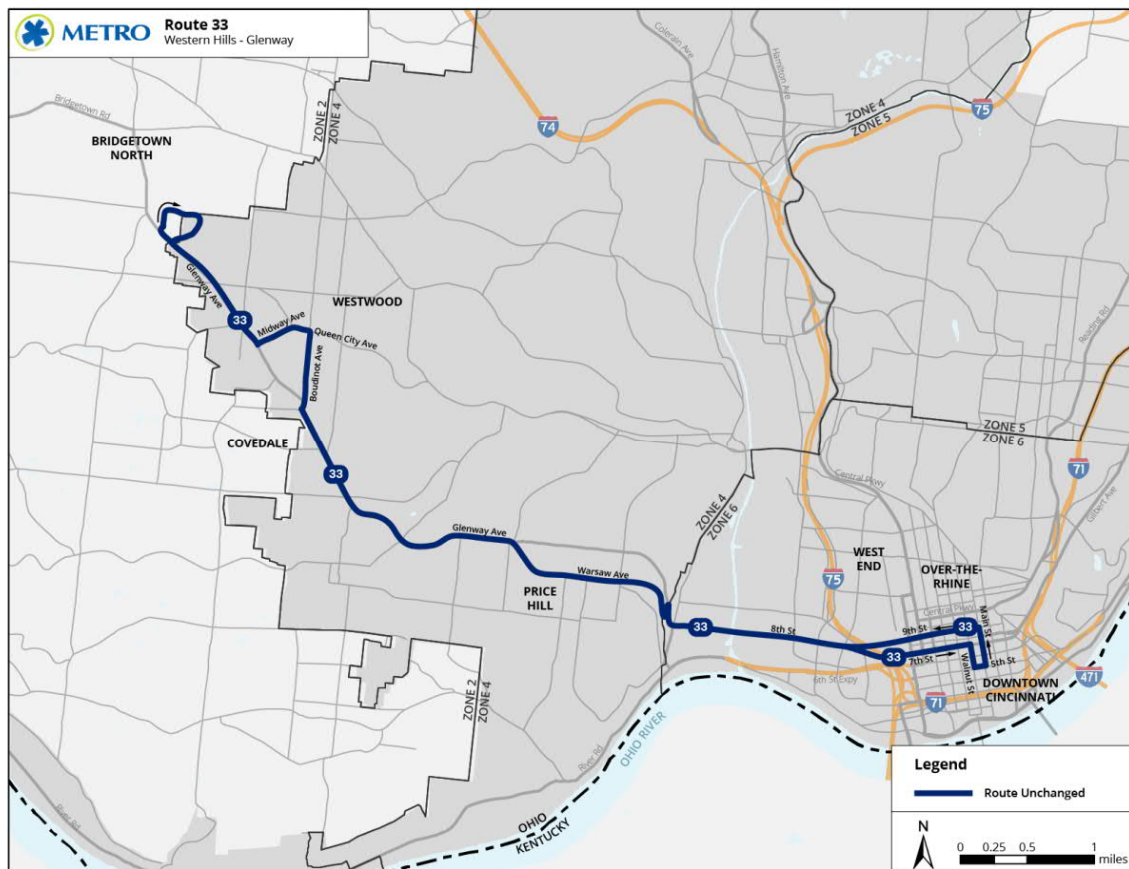 METRO
Route 33
Western Hills - Glenway
Bridgetown Rd
BRIDGETOWN
NORTH
ZONE 2
ZONE 4
Colerain Ave
Hamilton Ave
74
ZONE 4
ZONE 5
75
Glenway Ave
33
WESTWOOD
Midway Ave
Queen City Ave
Boudinot Ave
COVEDALE
33
Reading Rd
ZONE 5
ZONE 6
71
Gilbert Ave
Central Pkwy
ZONE 4
ZONE 6
Glenway Ave
Warsaw Ave
PRICE
HILL
WEST
END
75
OVER-THE-
RHINE
Central Pkwy
Main St
33
8th St
9th St
33
33
7th St
Walnut St
5th St
6th St Expy
DOWNTOWN
CINCINNATI
471
71
ZONE 2
ZONE 4
River Rd
OHIO RIVER
River Rd
OHIO
KENTUCKY
Legend
Route Unchanged
N
0 0.25 0.5 1
miles